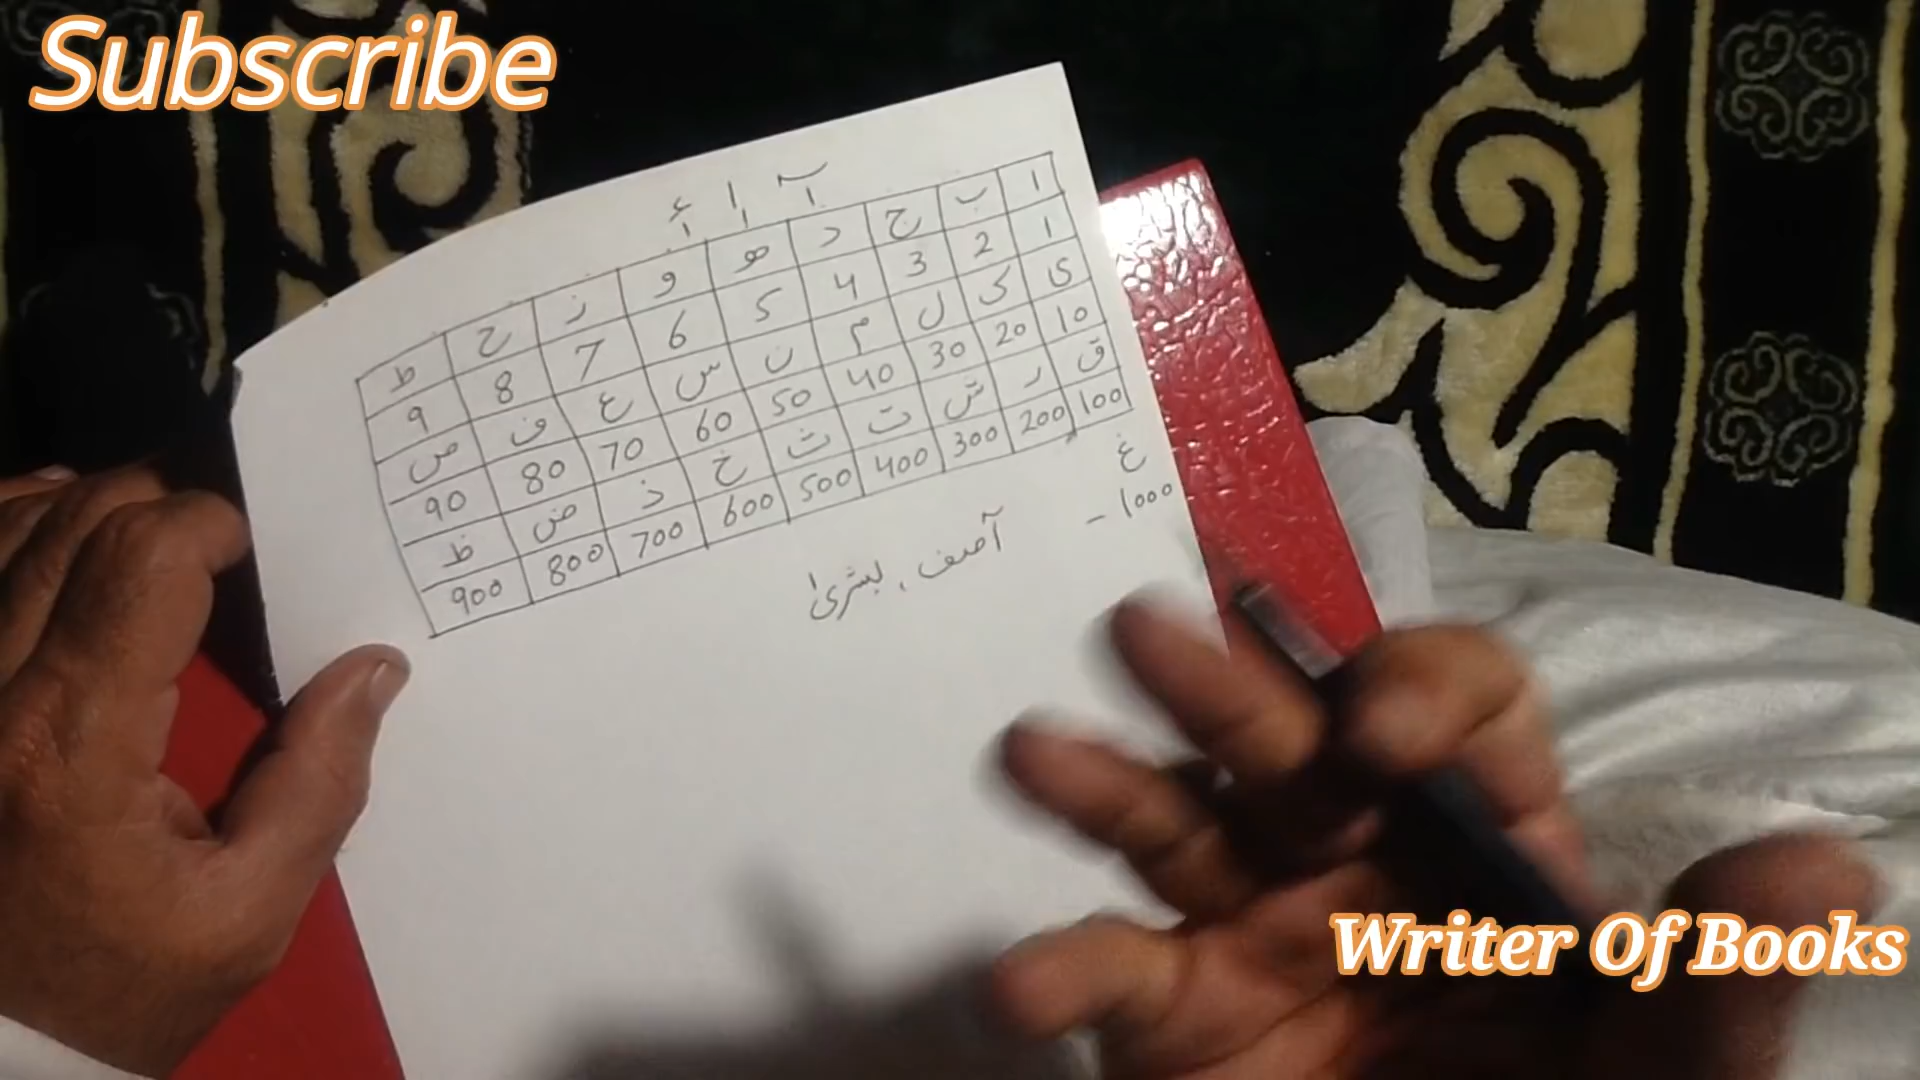 Subscribe
آ أ أ
ا ب ج د ھ و ز ح ط
1 2 3 4 5 6 7 8 9
ی ک ل م ن س ع ف ص
10 20 30 40 50 60 70 80 90
ق ر ش ت ث خ ذ ض ظ
100 200 300 400 500 600 700 800 900
غ
1000 -
آصف ، بشریٰ
Writer Of Books